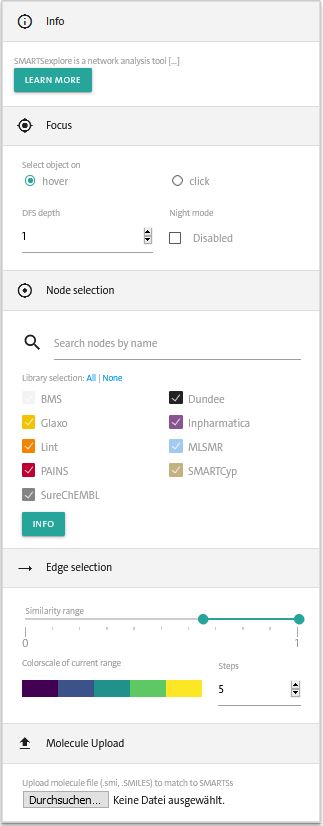 Info
SMARTSexplore is a network analysis tool [...]
LEARN MORE
Focus
Select object on
hover
click
DFS depth
Night mode
1
Disabled
Node selection
Search nodes by name
Library selection: All | None
BMS
Dundee
Glaxo
Inpharmatica
Lint
MLSMR
PAINS
SMARTCyp
SureChEMBL
INFO
Edge selection
Similarity range
0
1
Colorscale of current range
Steps
5
Molecule Upload
Upload molecule file (.smi, .SMILES) to match to SMARTSs
Durchsuchen... Keine Datei ausgewählt.